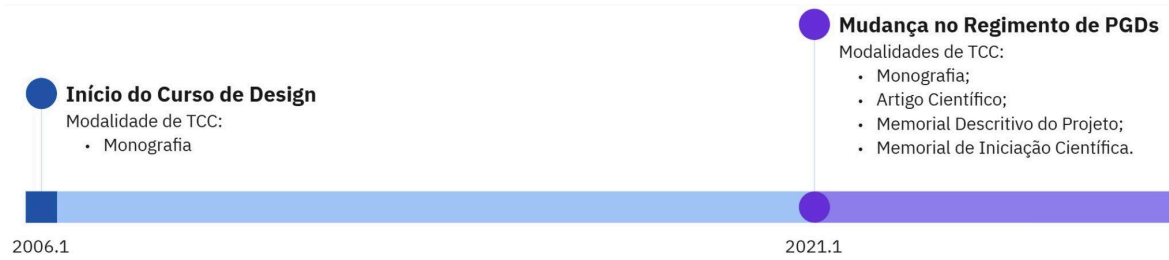 Início do Curso de Design
Modalidade de TCC:
• Monografia
2006.1
Mudança no Regimento de PGDs
Modalidades de TCC:
• Monografia;
• Artigo Científico;
• Memorial Descritivo do Projeto;
• Memorial de Iniciação Científica.
2021.1